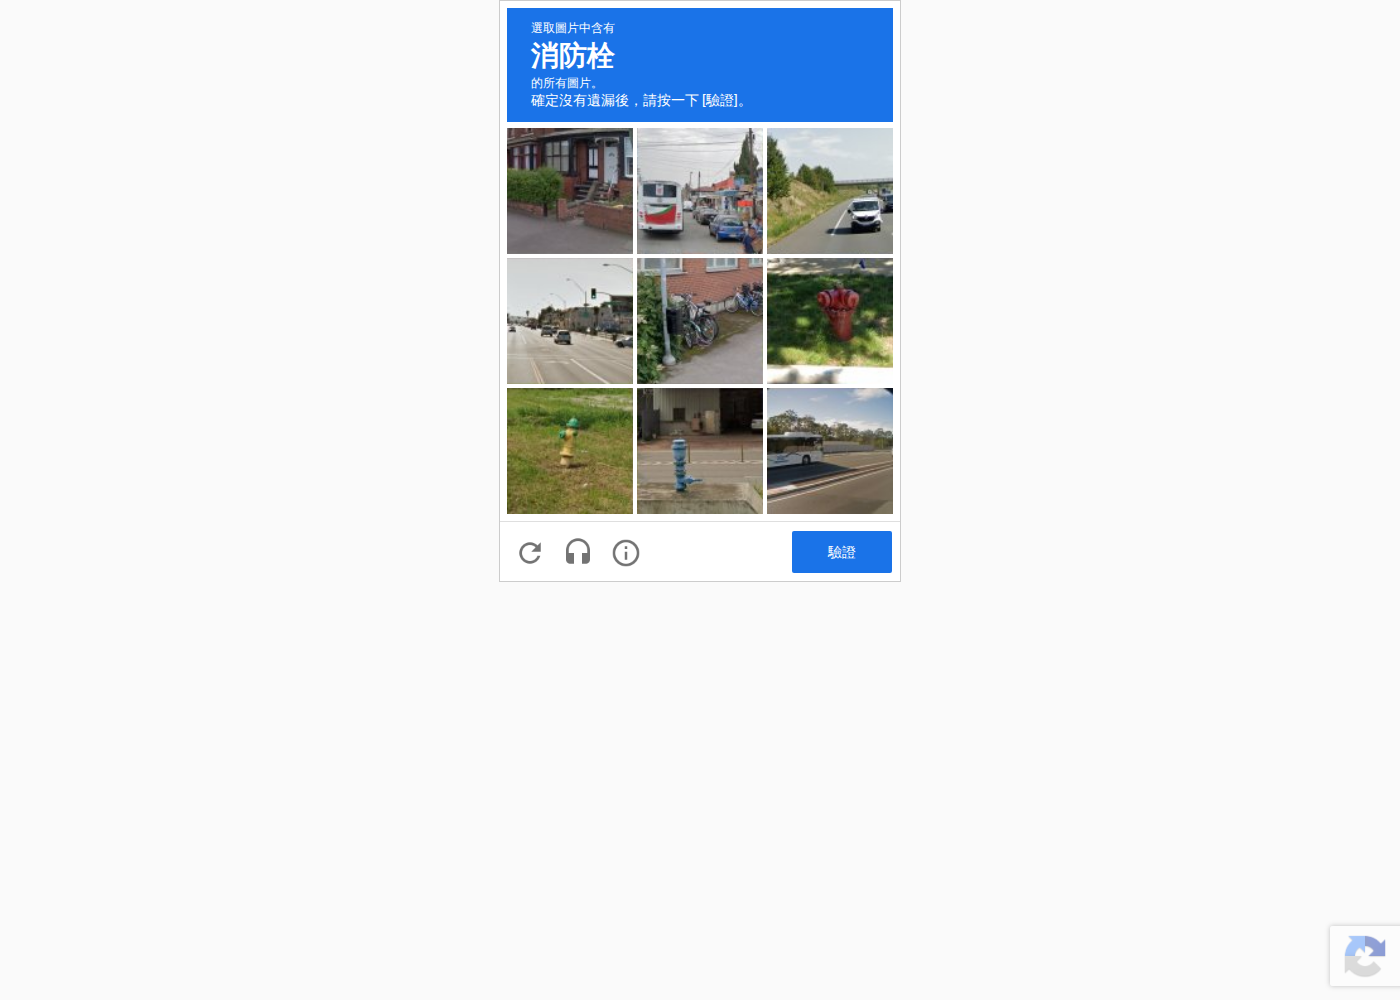 選取圖片中含有
消防栓
的所有圖片。
確定沒有遺漏後，請按一下 [驗證]。
驗證